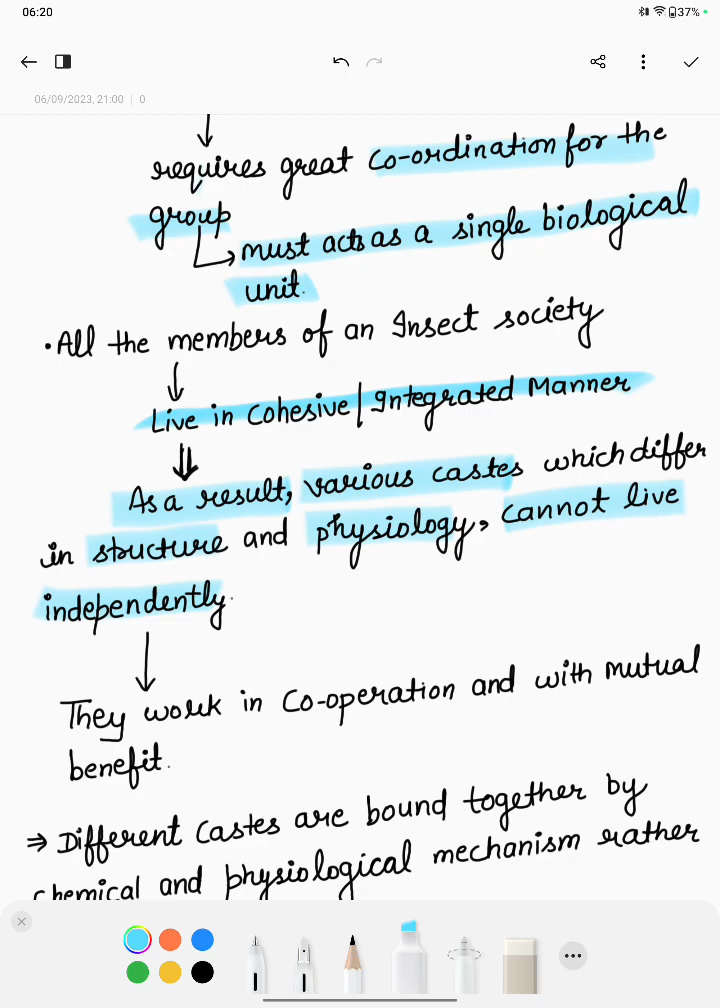 06:20
37%
06/09/2023, 21:00 | 0
requires great Co-ordination for the
group
must acts as a single biological
unit.
• All the members of an Insect society
Live in Cohesive | Integrated Manner
As a result, various castes which differ
in structure and physiology, cannot live
independently.
They work in Co-operation and with mutual
benefit.
⇒ Different Castes are bound together by
chemical and physiological mechanism rather